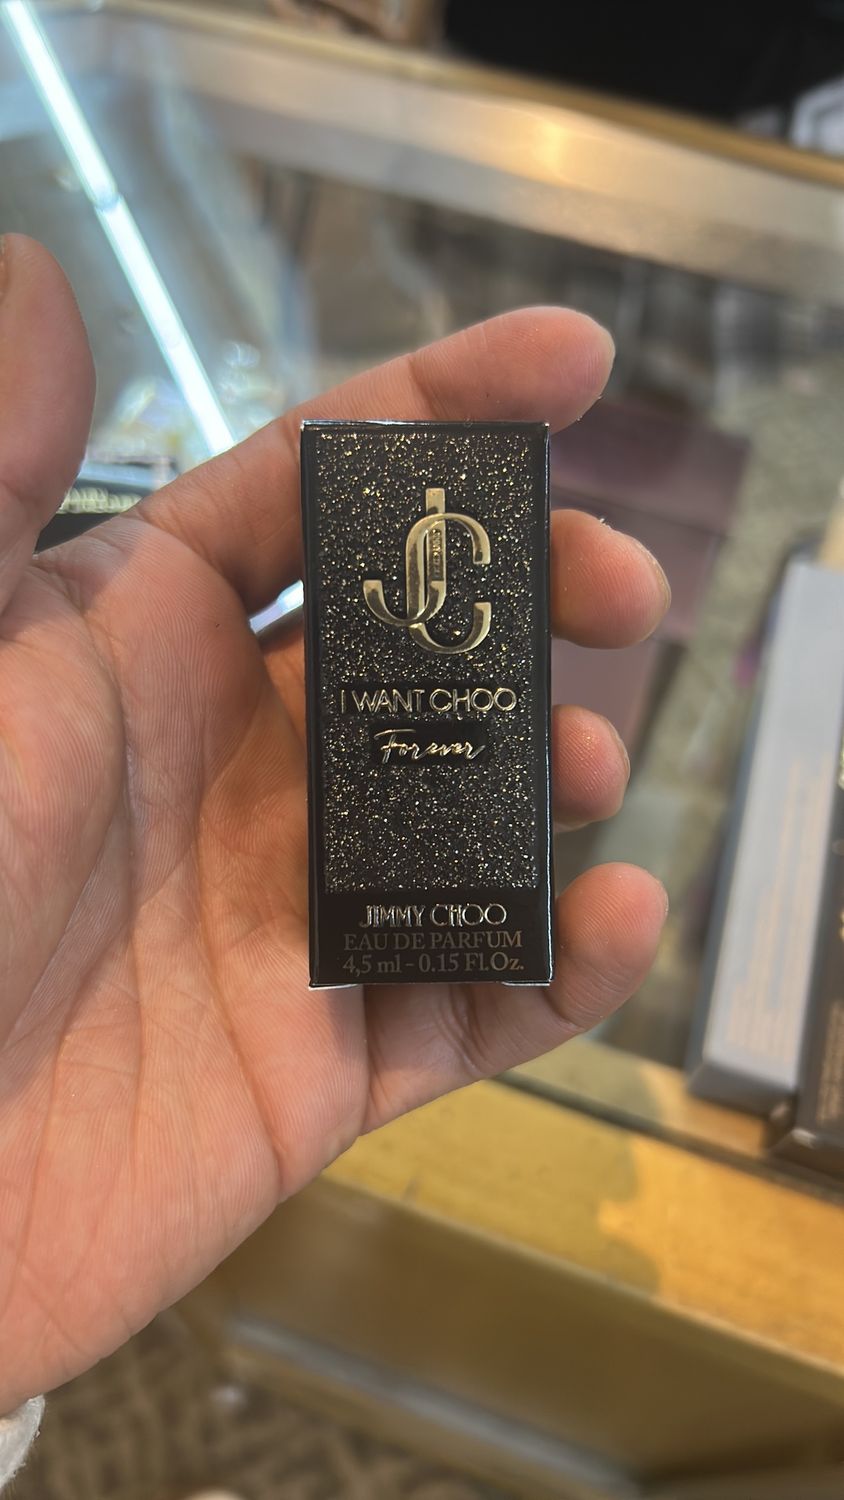 JC
I WANT CHOO
Forever
JIMMY CHOO
EAU DE PARFUM
4,5 ml - 0.15 Fl.Oz.